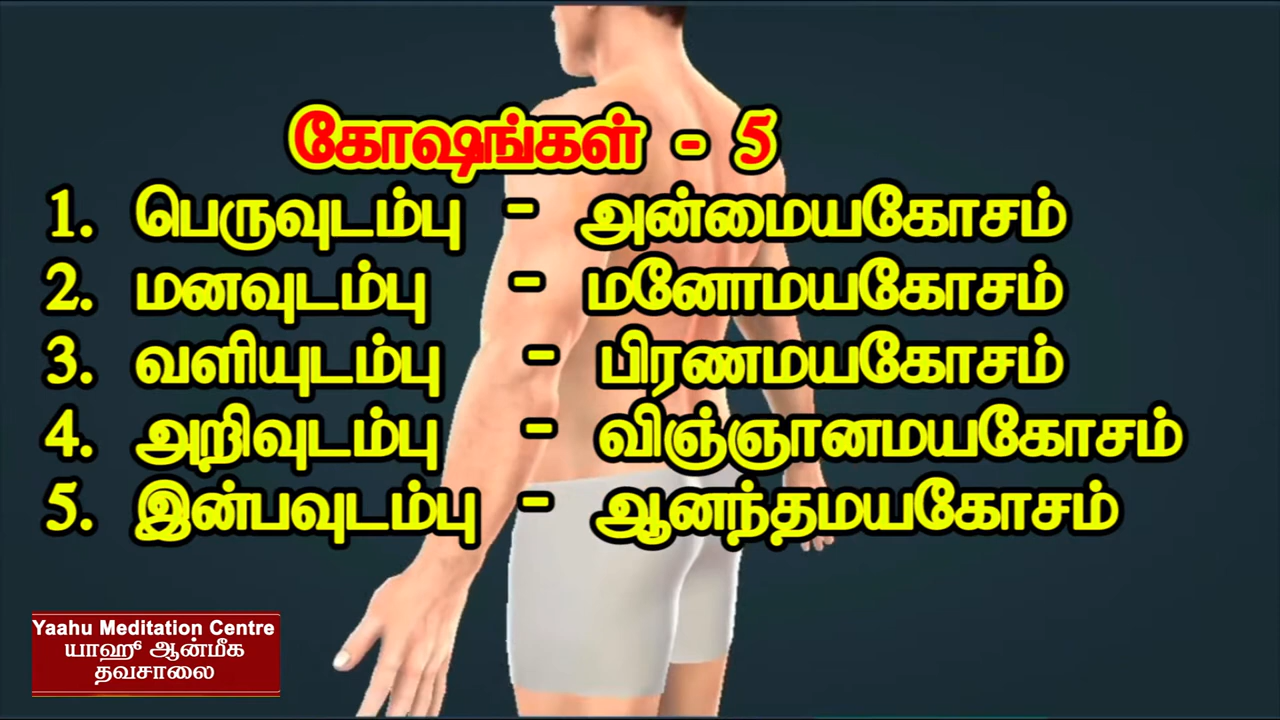 கோஷங்கள் - 5
1. பெருவுடம்பு - அன்மையகோசம்
2. மனவுடம்பு - மனோமயகோசம்
3. வளியுடம்பு - பிரணமயகோசம்
4. அறிவுடம்பு - விஞ்ஞானமயகோசம்
5. இன்பவுடம்பு - ஆனந்தமயகோசம்
Yaahu Meditation Centre
யாஹூ ஆன்மீக
தவசாலை